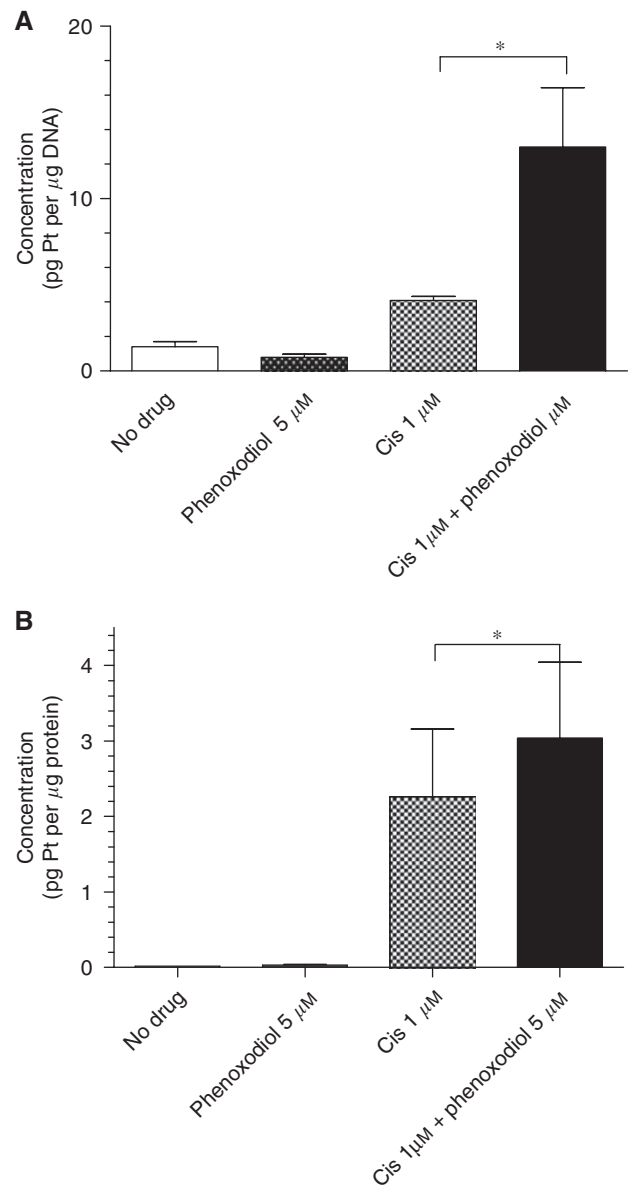 A
20
10
0
Concentration
(pg Pt per μg DNA)
*
No drug
Phenoxodiol 5 μM
Cis 1 μM
Cis 1μM + phenoxodiol μM
B
4
3
2
1
0
Concentration
(pg Pt per μg protein)
*
No drug
Phenoxodiol 5 μM
Cis 1 μM
Cis 1μM + phenoxodiol 5 μM